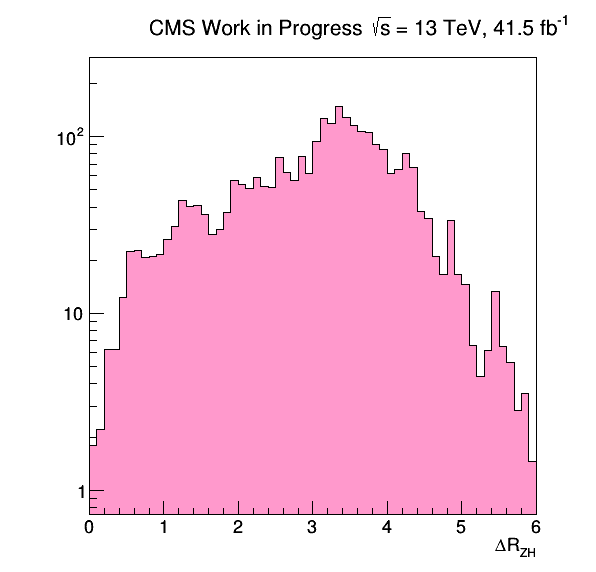 CMS Work in Progress √s = 13 TeV, 41.5 fb⁻¹
10²
10
1
0 1 2 3 4 5 6
ΔR_ZH